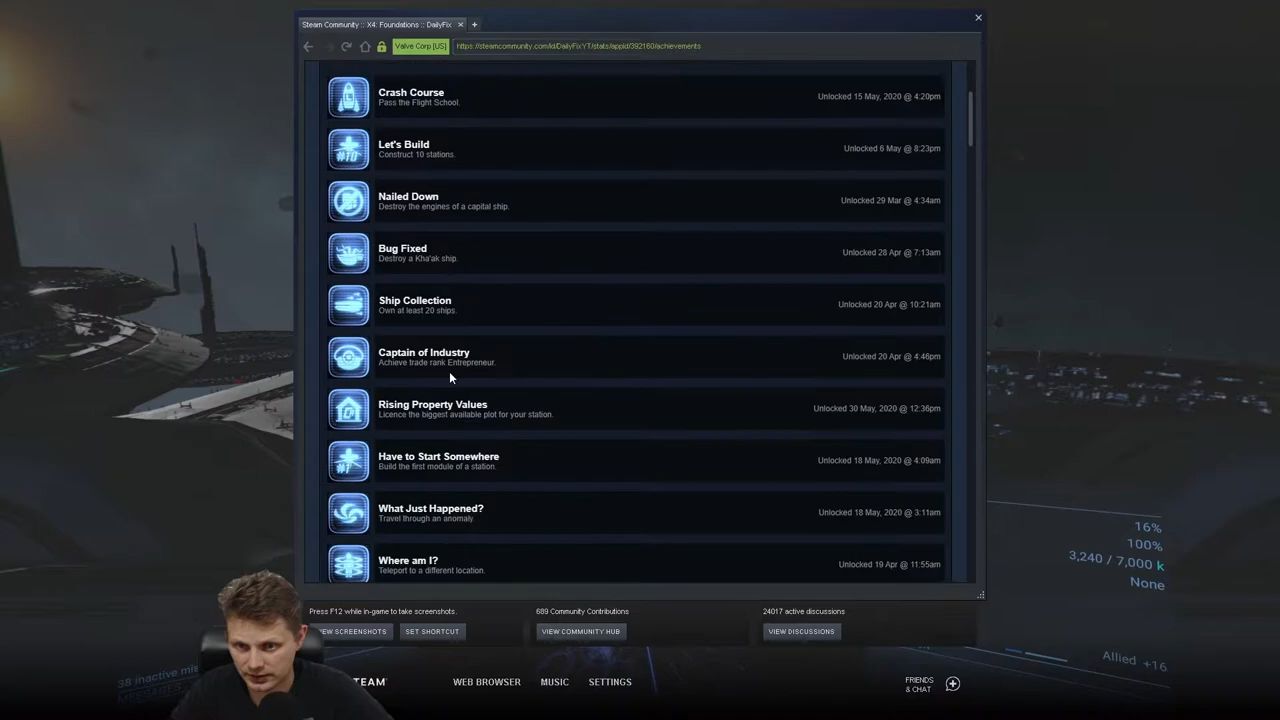 Steam Community :: X4: Foundations :: DailyFix
Valve Corp [US]
https://steamcommunity.com/id/DailyFixYT/stats/appid/392160/achievements
Crash Course
Pass the Flight School.
Unlocked 15 May, 2020 @ 4:20pm
Let's Build
Construct 10 stations.
Unlocked 6 May @ 8:23pm
#10
Nailed Down
Destroy the engines of a capital ship.
Unlocked 29 Mar @ 4:34am
Bug Fixed
Destroy a Kha'ak ship.
Unlocked 28 Apr @ 7:13am
Ship Collection
Own at least 20 ships.
Unlocked 20 Apr @ 10:21am
Captain of Industry
Achieve trade rank Entrepreneur.
Unlocked 20 Apr @ 4:46pm
Rising Property Values
Licence the biggest available plot for your station.
Unlocked 30 May, 2020 @ 12:36pm
Have to Start Somewhere
Build the first module of a station.
Unlocked 18 May, 2020 @ 4:09am
#1
What Just Happened?
Travel through an anomaly.
Unlocked 18 May, 2020 @ 3:11am
Where am I?
Teleport to a different location.
Unlocked 19 Apr @ 11:55am
16%
100%
3,240 / 7,000 k
None
Press F12 while in-game to take screenshots.
689 Community Contributions
24017 active discussions
EW SCREENSHOTS
SET SHORTCUT
VIEW COMMUNITY HUB
VIEW DISCUSSIONS
Allied +16
38 inactive mis
TEAM
WEB BROWSER
MUSIC
SETTINGS
FRIENDS
& CHAT